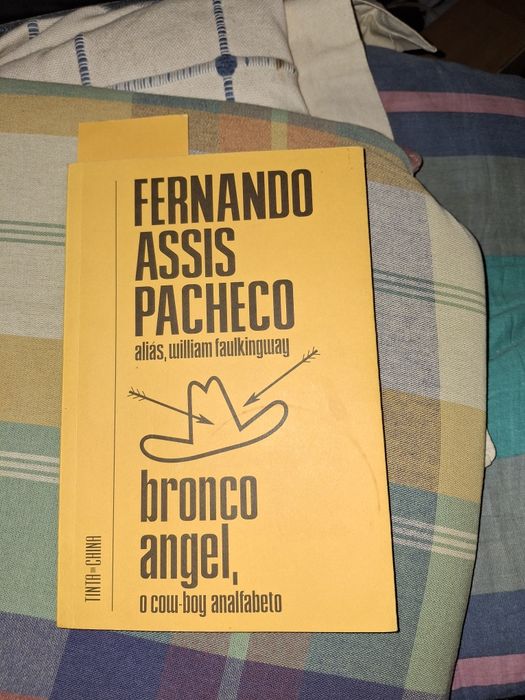 FERNANDO
ASSIS
PACHECO
aliás, william faulkingway
bronco
angel,
o cow-boy analfabeto
TINTA DA CHINA